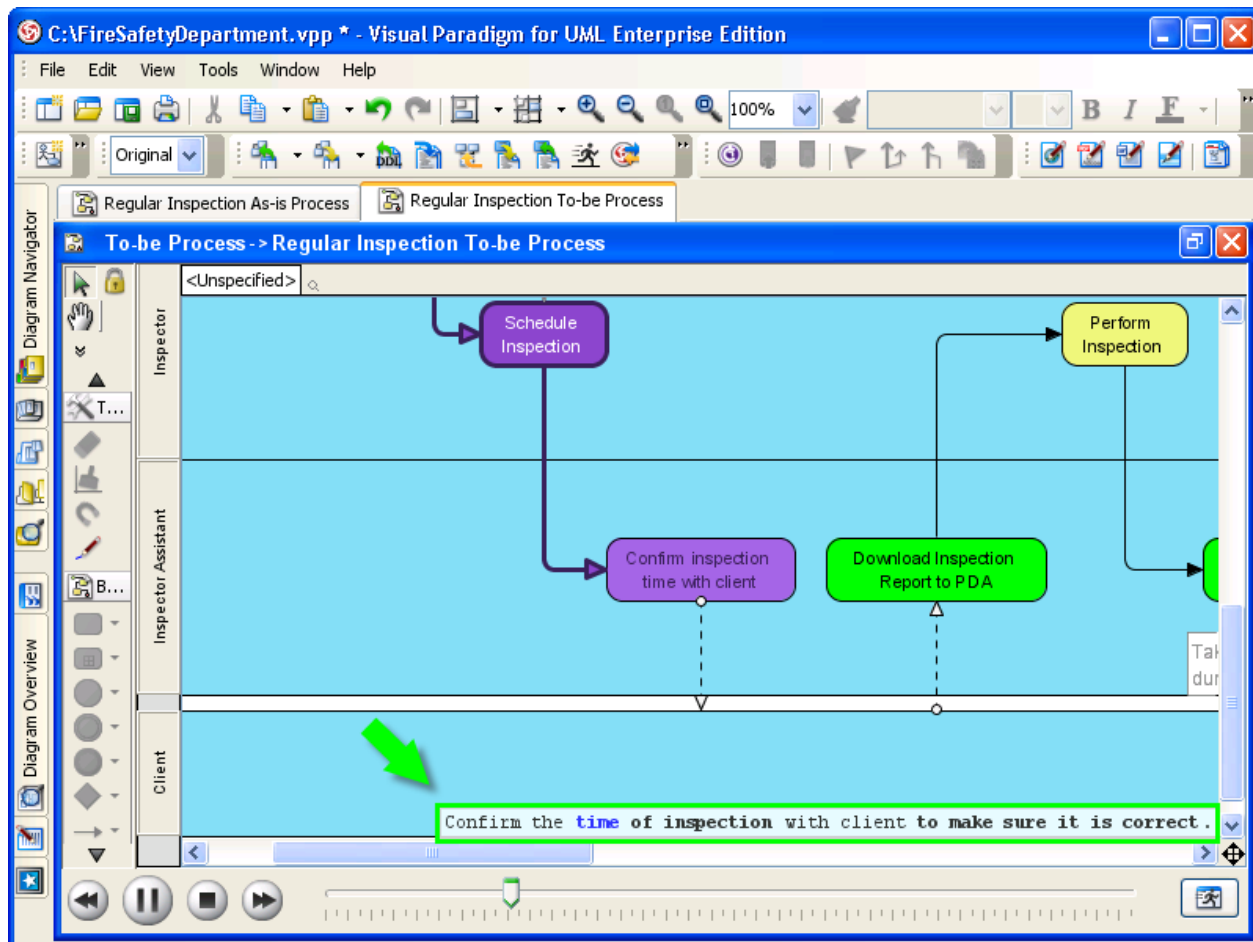 C:\FireSafetyDepartment.vpp * - Visual Paradigm for UML Enterprise Edition
File Edit View Tools Window Help
100%
B I F
Original
DDL
Regular Inspection As-is Process
Regular Inspection To-be Process
Diagram Navigator
To-be Process->Regular Inspection To-be Process
<Unspecified>
Inspector
Schedule
Inspection
Perform
Inspection
T...
Inspector Assistant
Confirm inspection
time with client
Download Inspection
Report to PDA
B...
Diagram Overview
Client
Confirm the time of inspection with client to make sure it is correct.